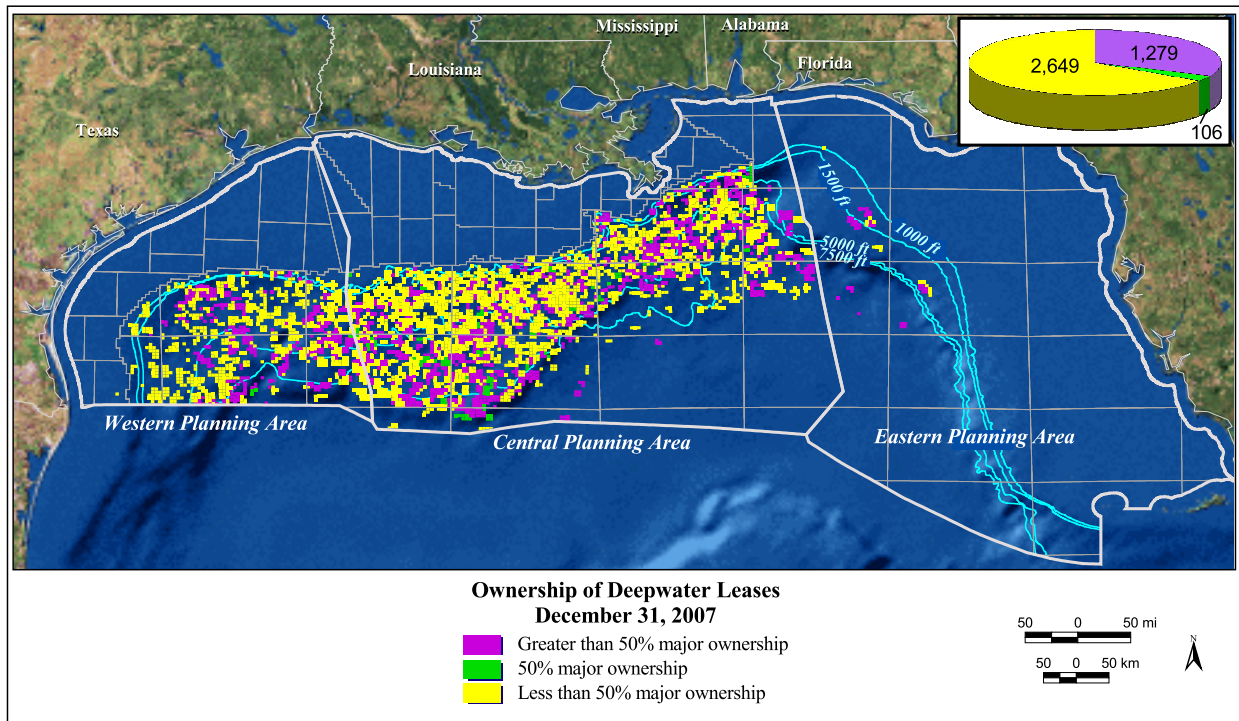 Mississippi
Alabama
Louisiana
Florida
Texas
2,649
1,279
106
1500 ft
1000 ft
5000 ft
7500 ft
Western Planning Area
Central Planning Area
Eastern Planning Area
Ownership of Deepwater Leases
December 31, 2007
Greater than 50% major ownership
50% major ownership
Less than 50% major ownership
50 0 50 mi
50 0 50 km
N